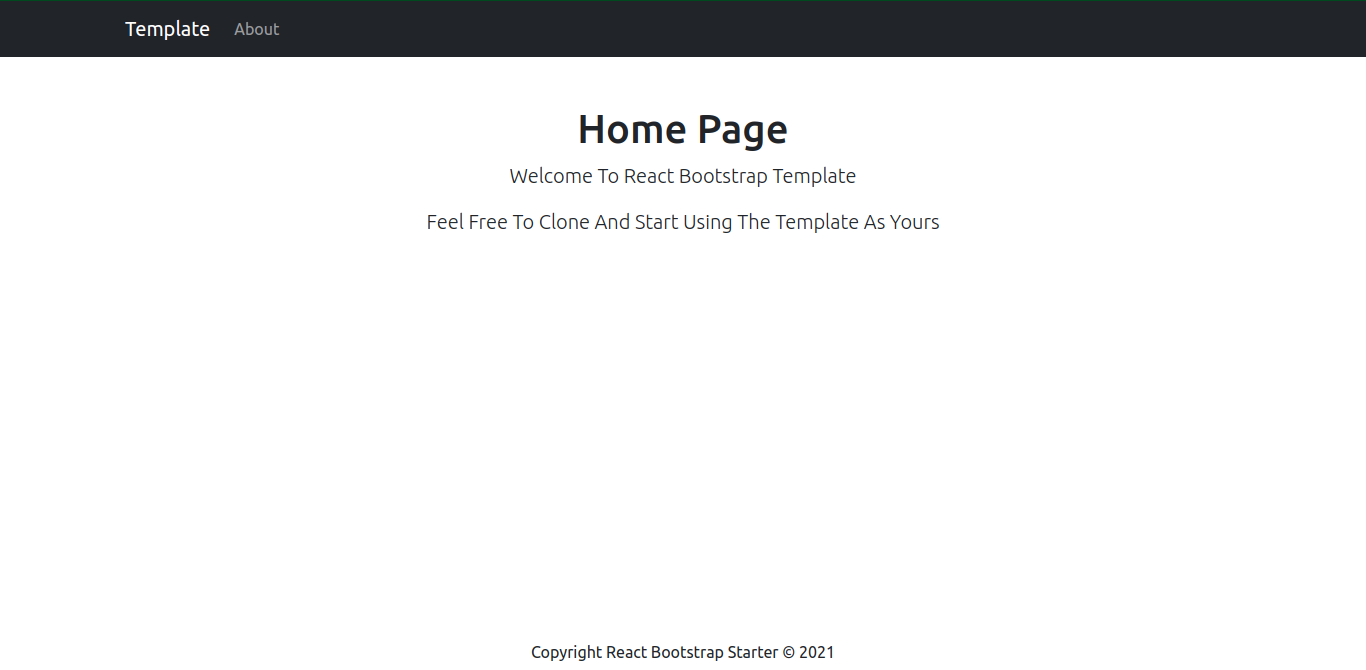 Template About
Home Page
Welcome To React Bootstrap Template
Feel Free To Clone And Start Using The Template As Yours
Copyright React Bootstrap Starter © 2021